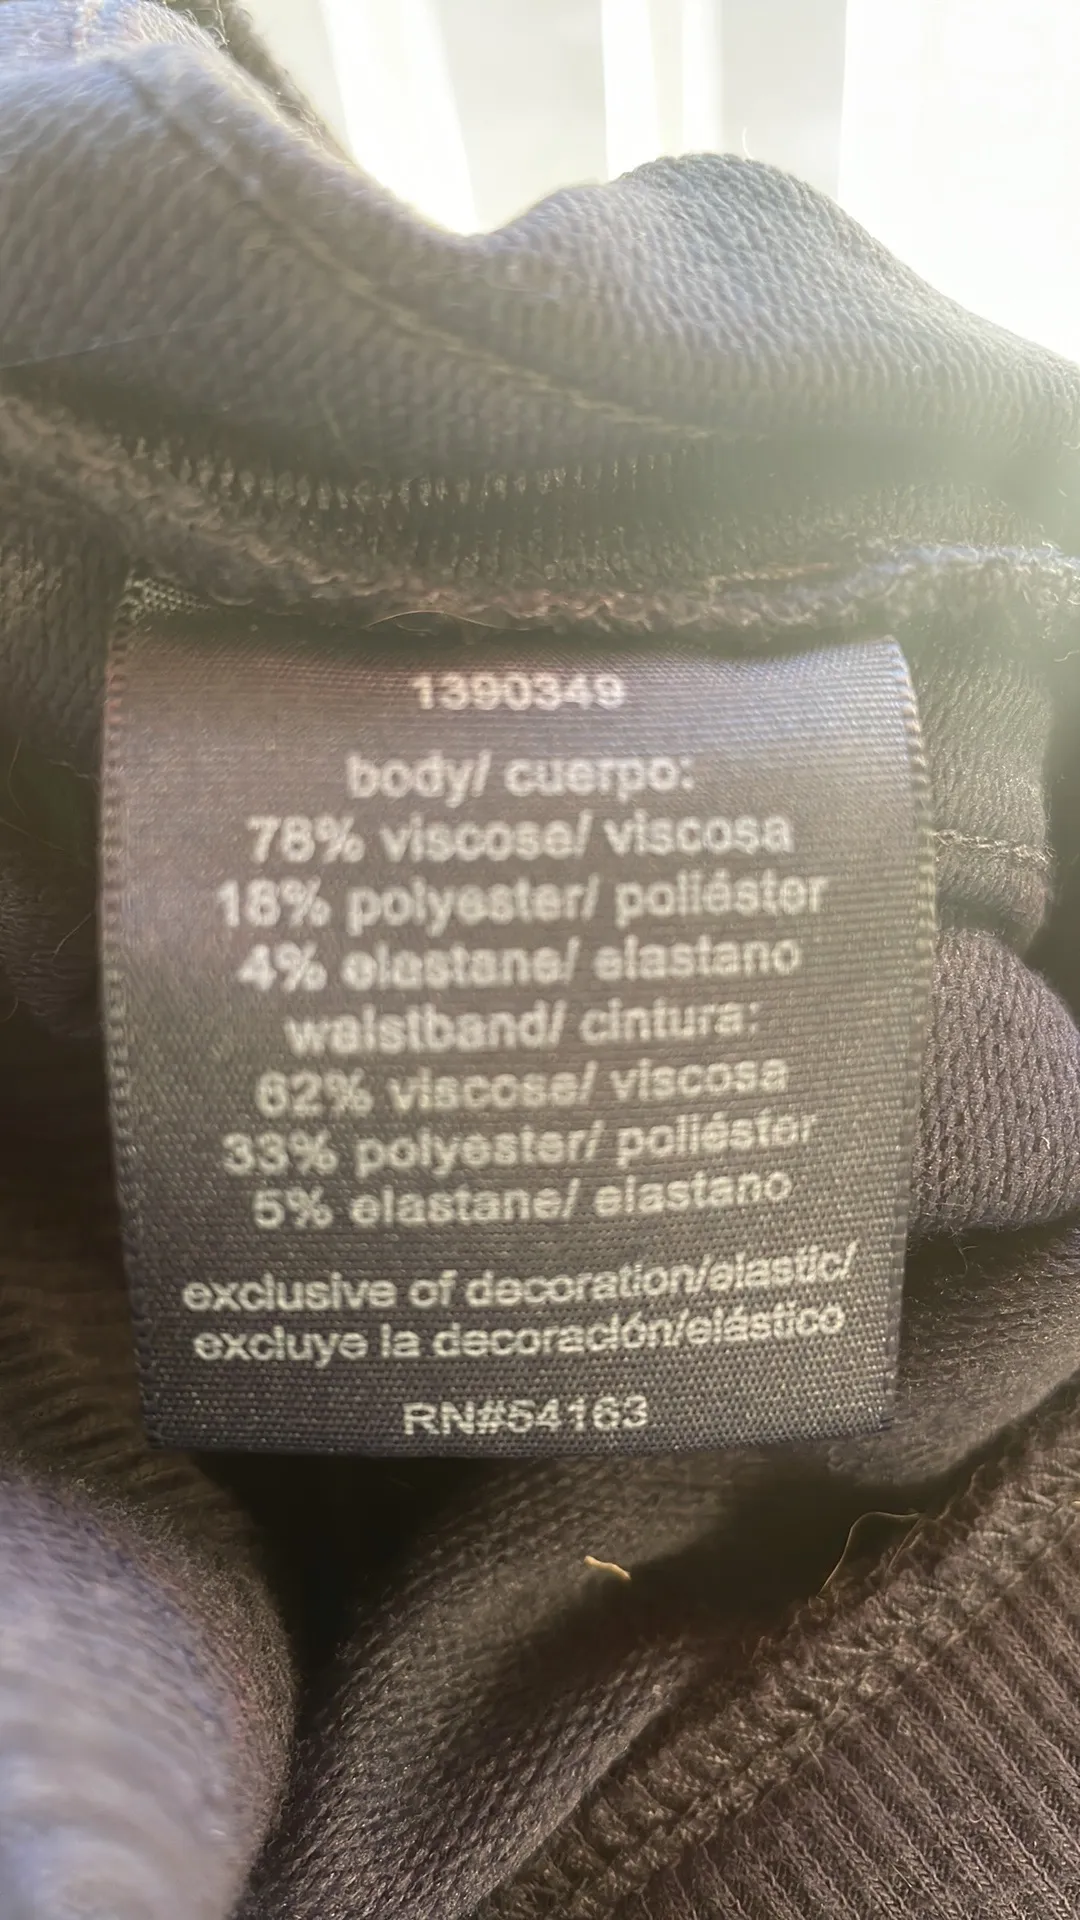 1390349
body/ cuerpo:
78% viscose/ viscosa
18% polyester/ poliéster
4% elastane/ elastano
waistband/ cintura:
62% viscose/ viscosa
33% polyester/ poliéster
5% elastane/ elastano
exclusive of decoration/elastic/
excluye la decoración/elástico
RN#54163